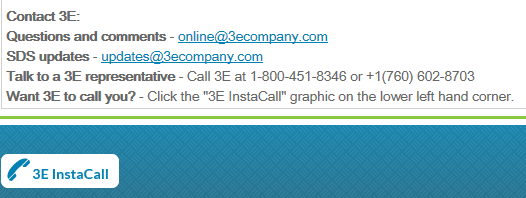 Contact 3E:
Questions and comments - online@3ecompany.com
SDS updates - updates@3ecompany.com
Talk to a 3E representative - Call 3E at 1-800-451-8346 or +1(760) 602-8703
Want 3E to call you? - Click the "3E InstaCall" graphic on the lower left hand corner.
3E InstaCall